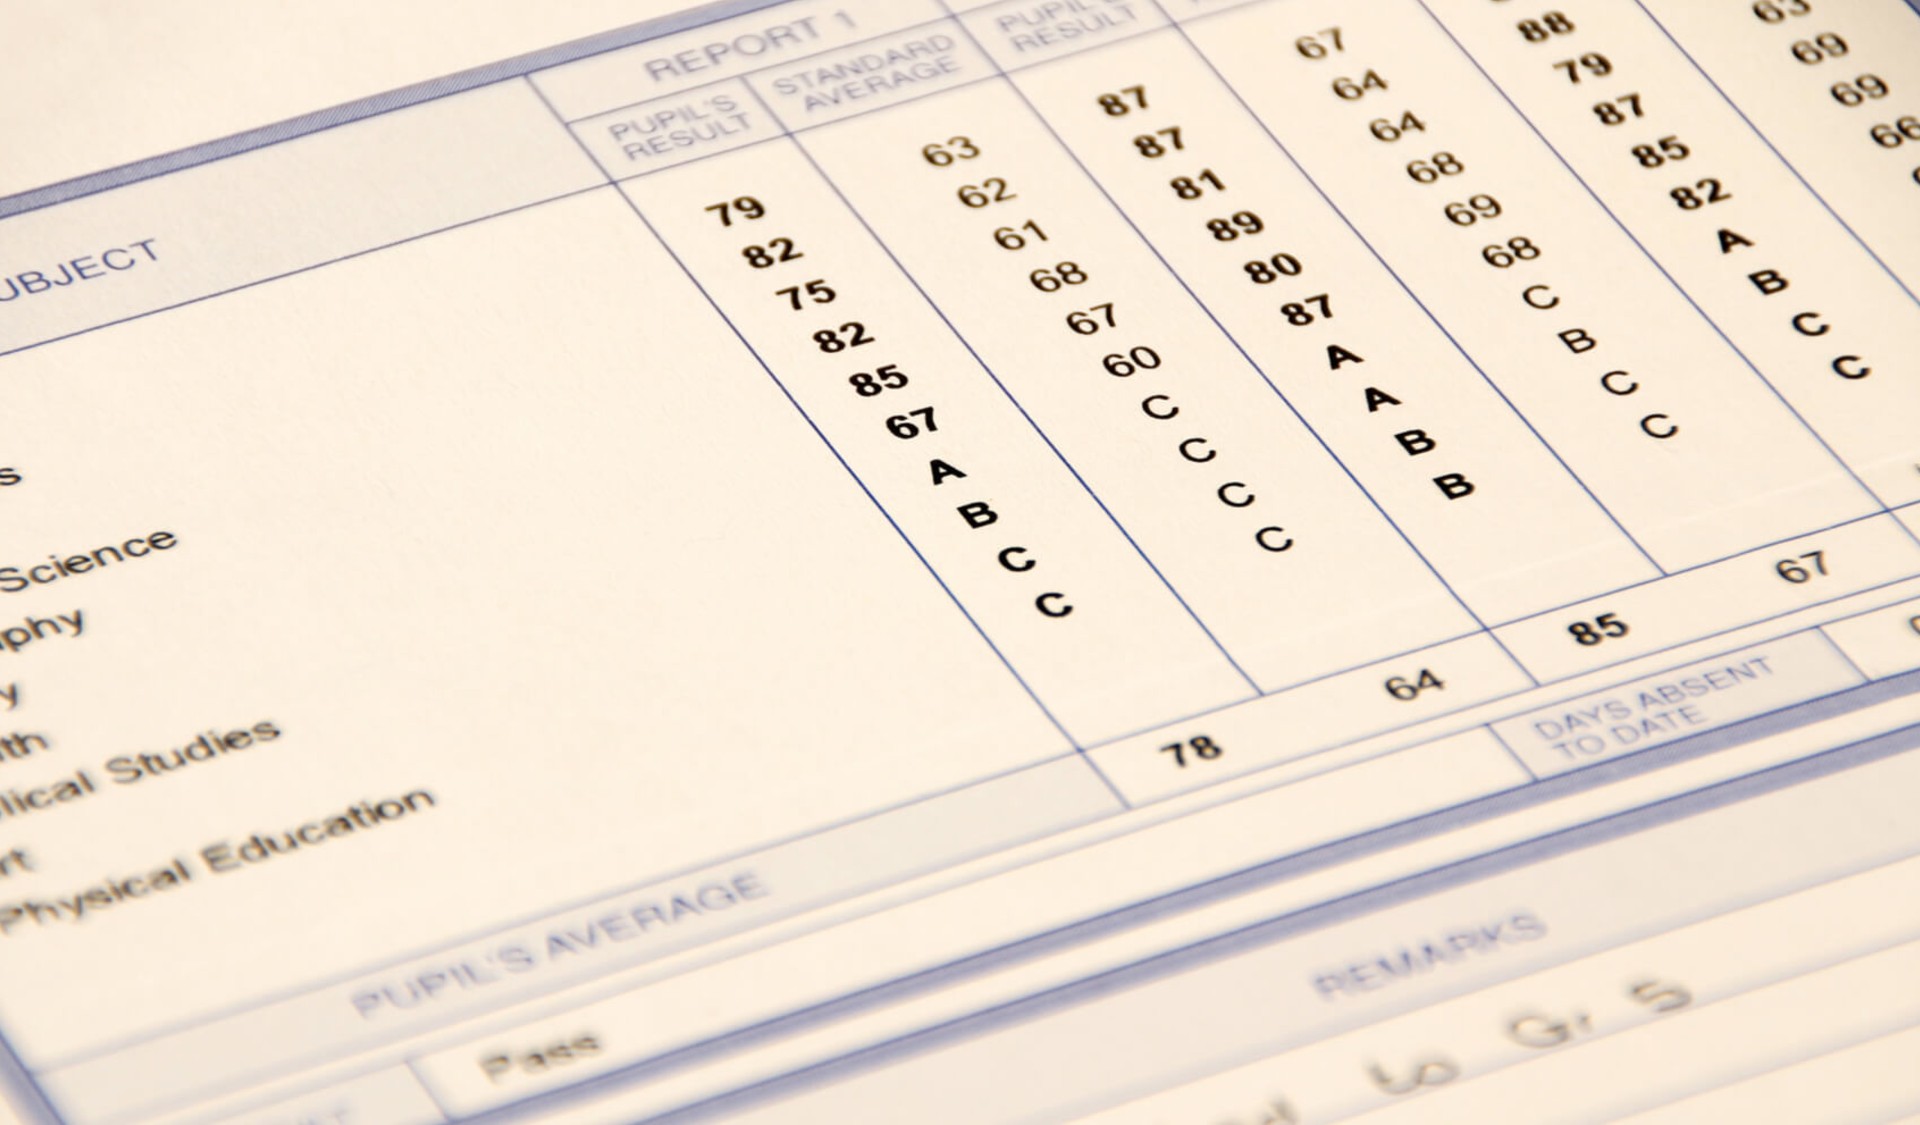 REPORT 1
PUPIL'S RESULT
STANDARD AVERAGE
PUPIL'S RESULT
UBJECT
79 63 87 67 88 63
82 62 87 64 79 69
75 61 81 64 87 69
82 68 89 68 85 66
85 67 80 69 82
67 60 87 68
A C A C A
B C A B B
C C B C C
C C B C C
s
Science
phy
y
lth
lical Studies
rt
Physical Education
PUPIL'S AVERAGE
78 64 85 67
Pass
DAYS ABSENT
TO DATE
REMARKS
to Gr 5